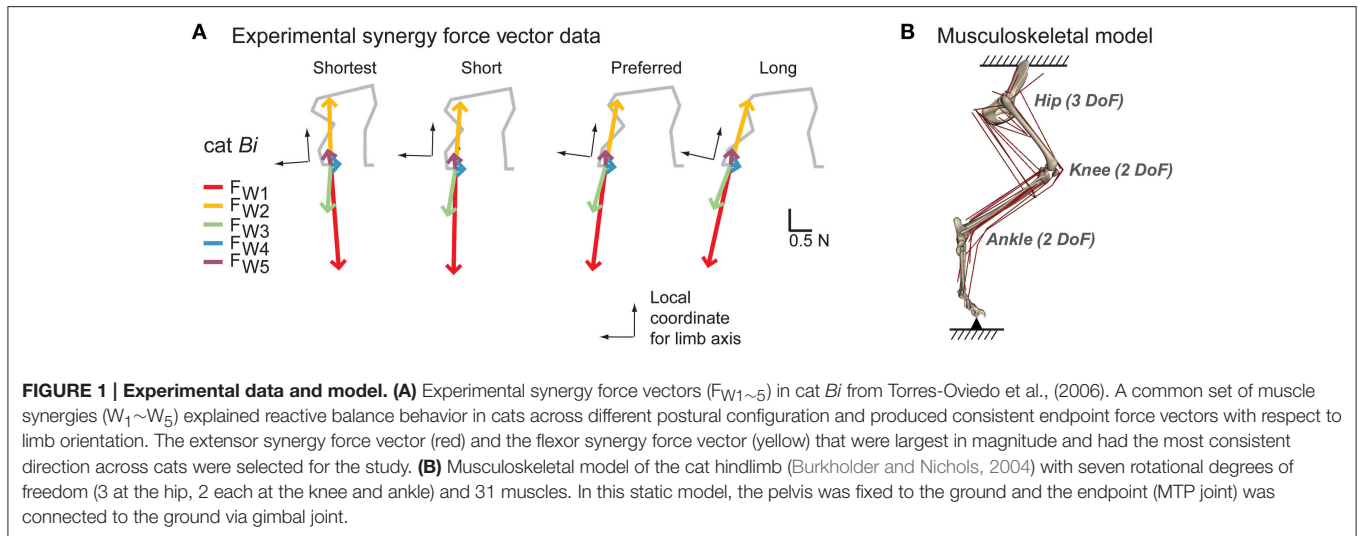 A Experimental synergy force vector data
B Musculoskeletal model
Shortest
Short
Preferred
Long
cat Bi
FW1
FW2
FW3
FW4
FW5
0.5 N
Local
coordinate
for limb axis
Hip (3 DoF)
Knee (2 DoF)
Ankle (2 DoF)
FIGURE 1 | Experimental data and model. (A) Experimental synergy force vectors (FW1∼5) in cat Bi from Torres-Oviedo et al., (2006). A common set of muscle
synergies (W1∼W5) explained reactive balance behavior in cats across different postural configuration and produced consistent endpoint force vectors with respect to
limb orientation. The extensor synergy force vector (red) and the flexor synergy force vector (yellow) that were largest in magnitude and had the most consistent
direction across cats were selected for the study. (B) Musculoskeletal model of the cat hindlimb (Burkholder and Nichols, 2004) with seven rotational degrees of
freedom (3 at the hip, 2 each at the knee and ankle) and 31 muscles. In this static model, the pelvis was fixed to the ground and the endpoint (MTP joint) was
connected to the ground via gimbal joint.